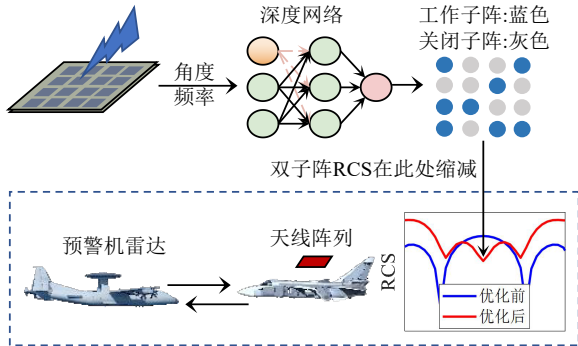 深度网络
工作子阵:蓝色
关闭子阵:灰色
角度
频率
双子阵RCS在此处缩减
预警机雷达
天线阵列
RCS
优化前
优化后